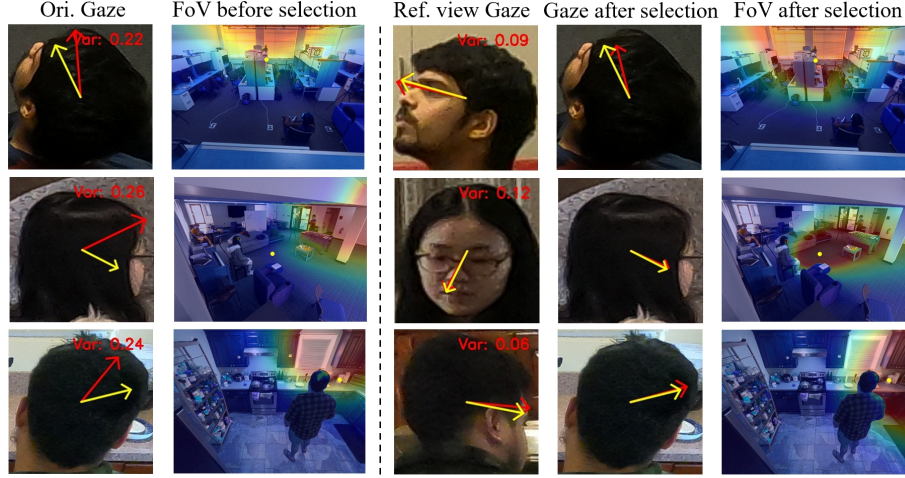 Ori. Gaze
FoV before selection
Ref. view Gaze
Gaze after selection
FoV after selection
Var: 0.22
Var: 0.09
Var: 0.26
Var: 0.12
Var: 0.24
Var: 0.06